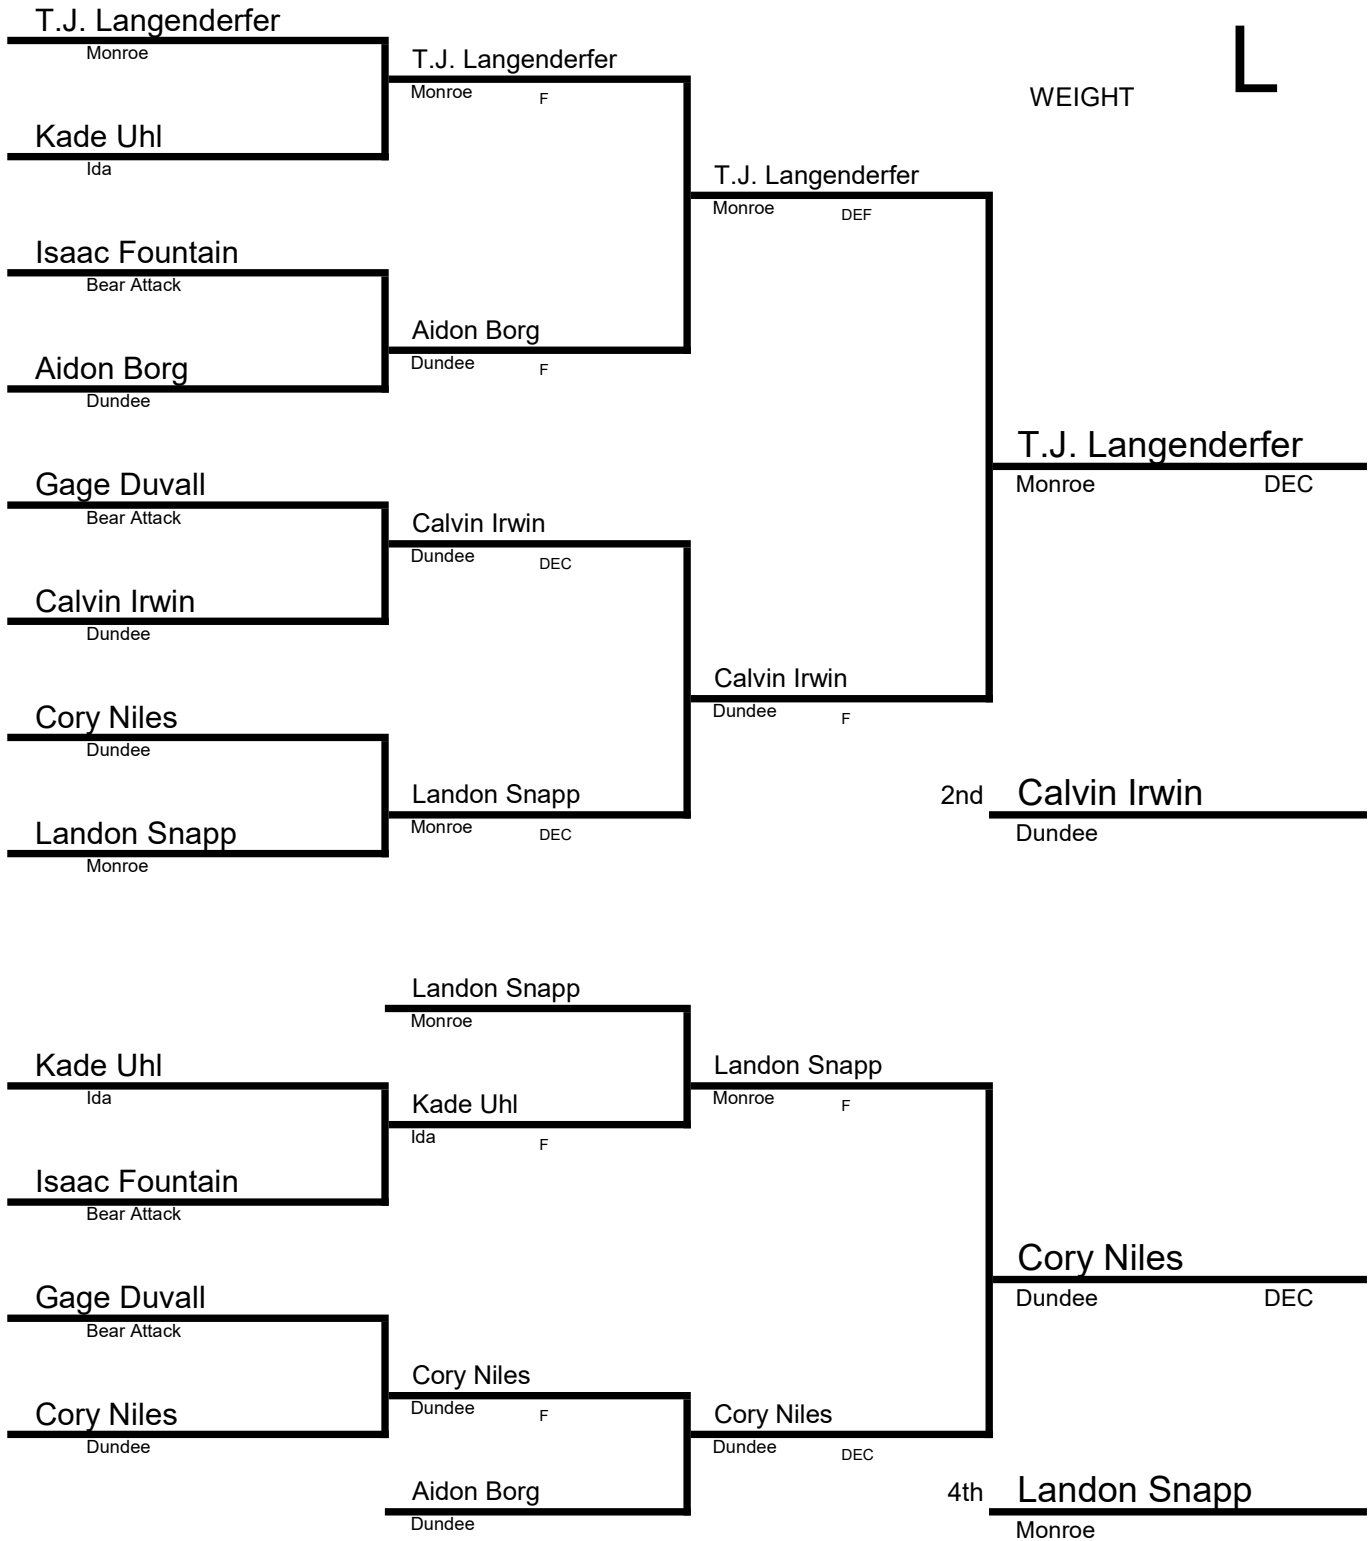 T.J. Langenderfer
Monroe
T.J. Langenderfer
Monroe F
WEIGHT L
Kade Uhl
Ida
T.J. Langenderfer
Monroe DEF
Isaac Fountain
Bear Attack
Aidon Borg
Dundee F
Aidon Borg
Dundee
T.J. Langenderfer
Monroe DEC
Gage Duvall
Bear Attack
Calvin Irwin
Dundee DEC
Calvin Irwin
Dundee
Calvin Irwin
Dundee F
Cory Niles
Dundee
Landon Snapp
Monroe DEC
2nd Calvin Irwin
Dundee
Landon Snapp
Monroe
Landon Snapp
Monroe
Kade Uhl
Ida
Landon Snapp
Monroe F
Kade Uhl
Ida F
Isaac Fountain
Bear Attack
Cory Niles
Dundee DEC
Gage Duvall
Bear Attack
Cory Niles
Dundee F
Cory Niles
Dundee
Cory Niles
Dundee DEC
Aidon Borg
Dundee
4th Landon Snapp
Monroe